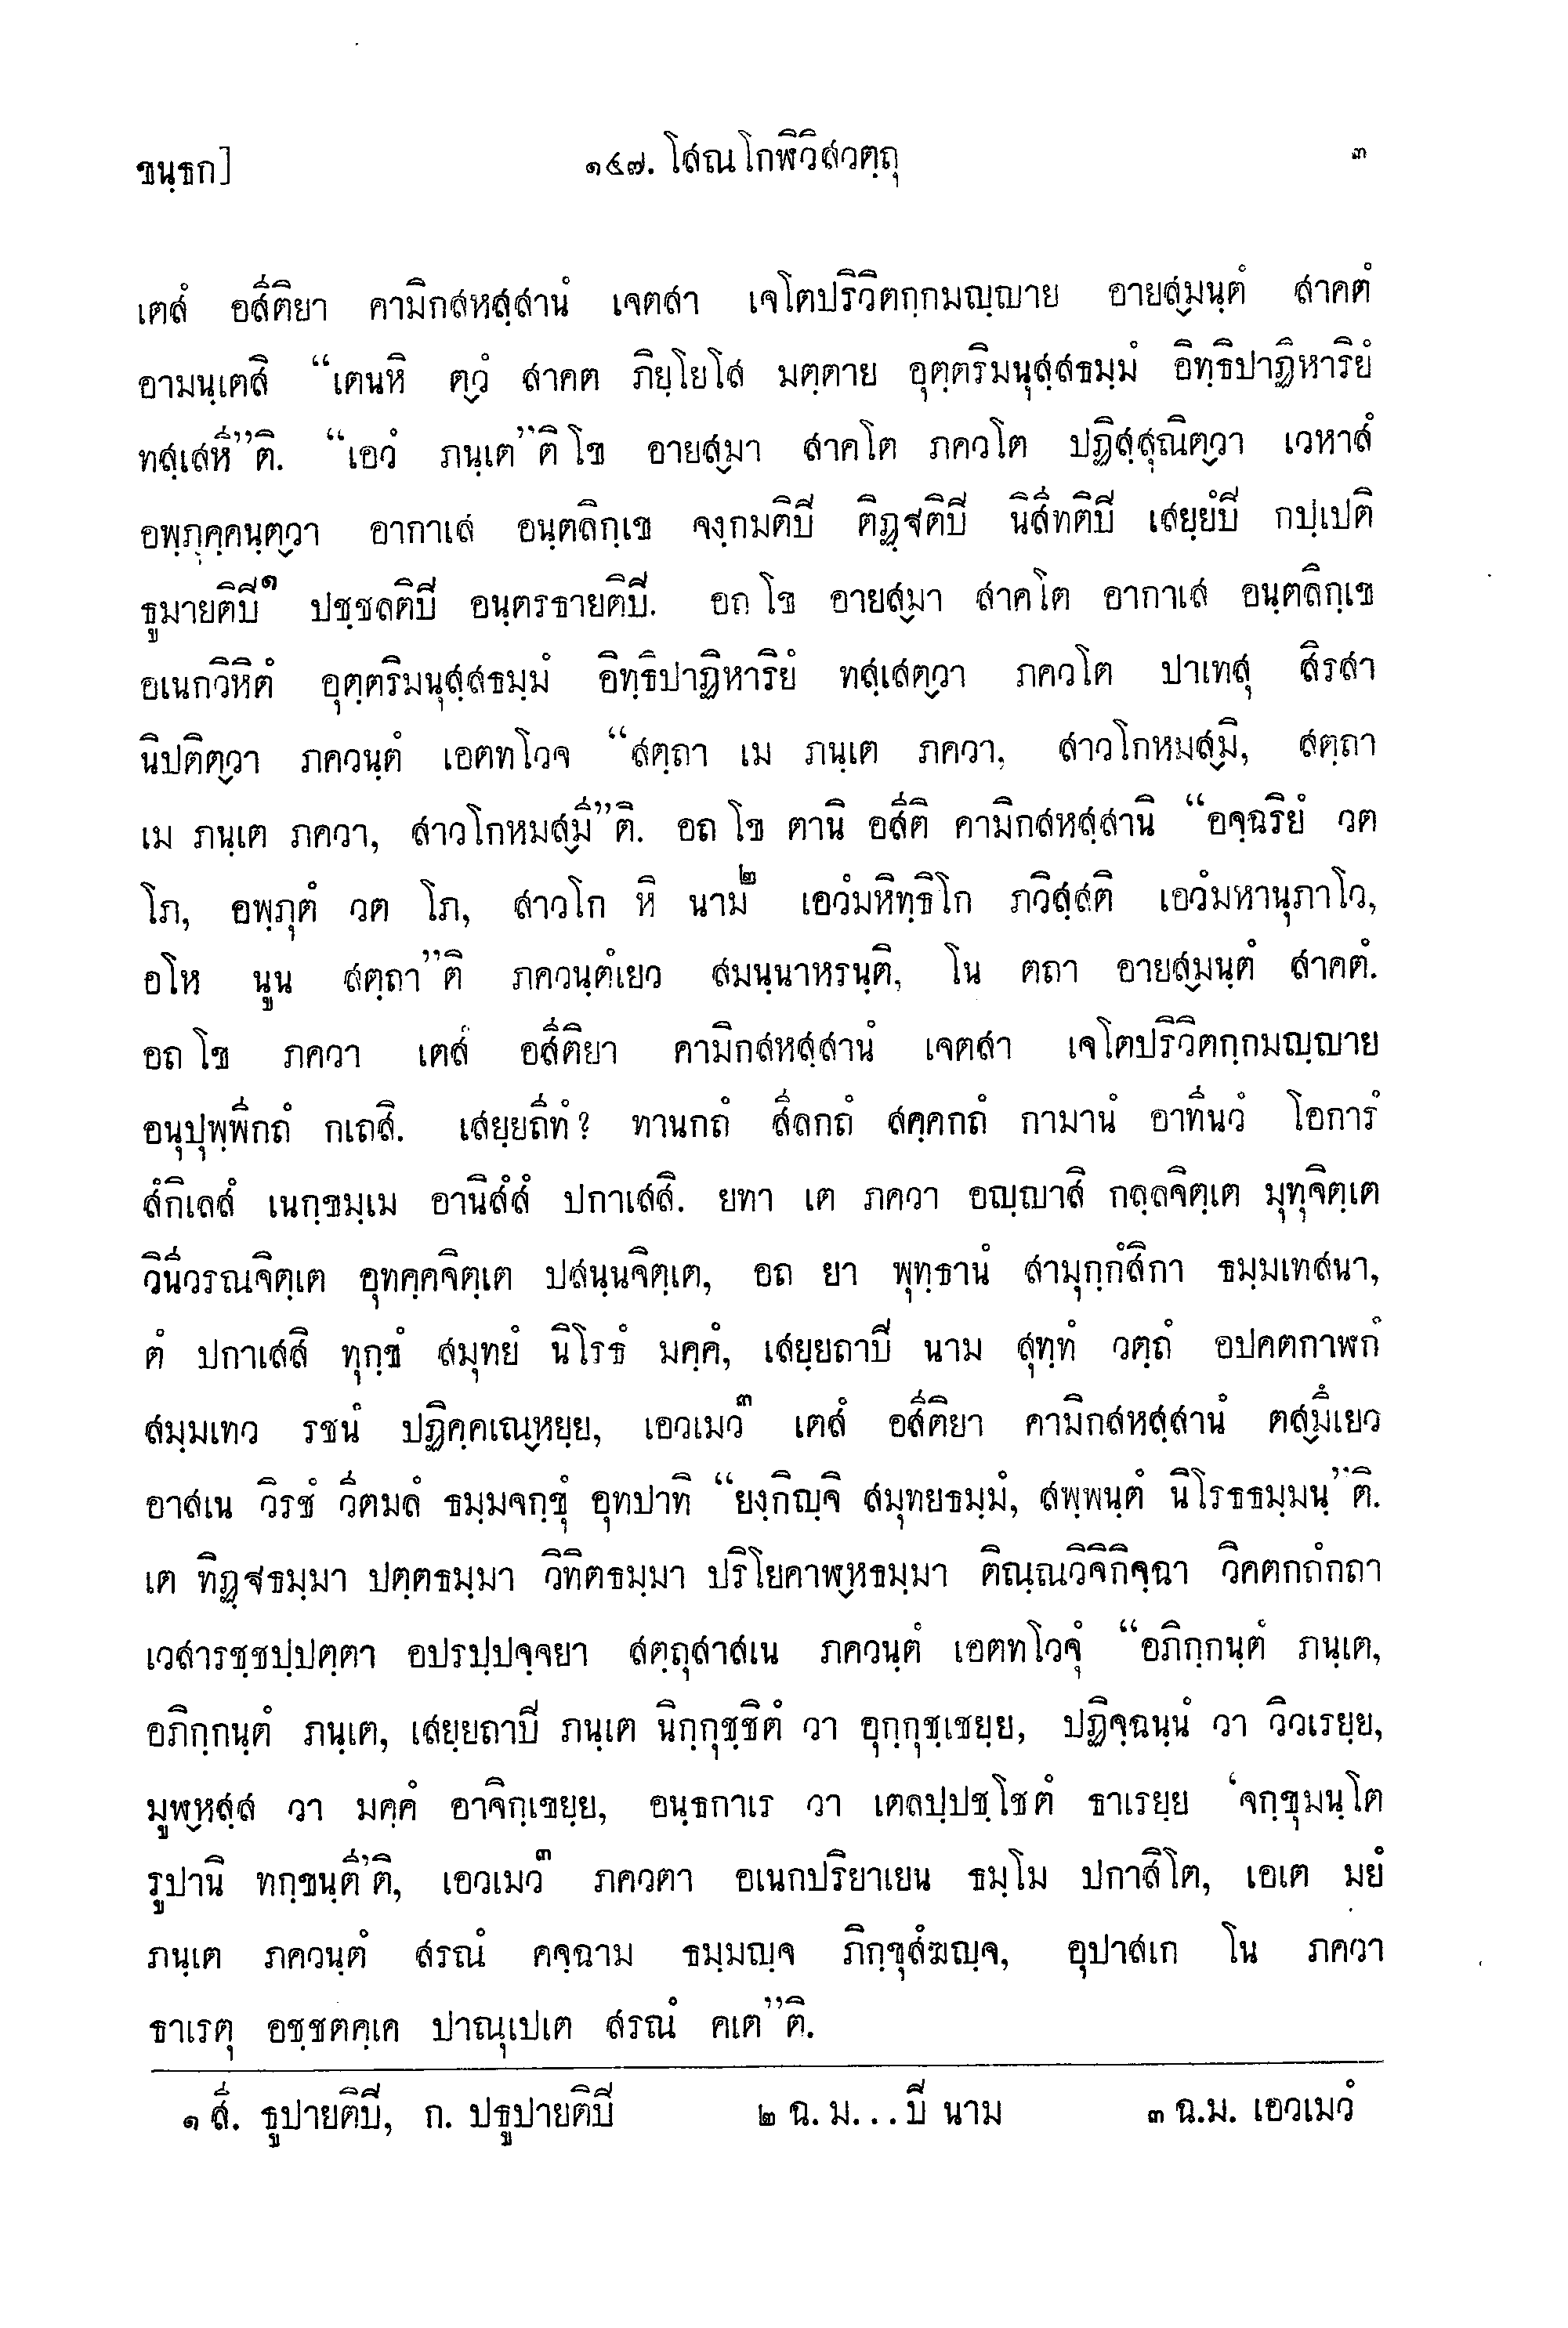 ขนฺธก]
๑๔๗. โสณโกฬิวิสวตฺถุ
๓
เตสํ อสีติยา คามิกสหสฺสานํ เจตสา เจโตปริวิตกฺกมญฺญาย อายสฺมนฺตํ สาคตํ
อามนฺเตสิ “เตนหิ ตฺวํ สาคต ภิยฺโยโส มตฺตาย อุตฺตริมนุสฺสธมฺมํ อิทฺธิปาฏิหาริยํ
ทสฺเสหี”ติ. “เอวํ ภนฺเต”ติ โข อายสฺมา สาคโต ภควโต ปฏิสฺสุณิตฺวา เวหาสํ
อพฺภุคฺคนฺตฺวา อากาเส อนฺตลิกฺเข จงฺกมติปิ ติฏฺฐติปิ นิสีทติปิ เสยฺยํปิ กปฺเปติ
ธูมายติปิ๑ ปชฺชลติปิ อนฺตรธายติปิ. อถ โข อายสฺมา สาคโต อากาเส อนฺตลิกฺเข
อเนกวิหิตํ อุตฺตริมนุสฺสธมฺมํ อิทฺธิปาฏิหาริยํ ทสฺเสตฺวา ภควโต ปาเทสุ สิรสา
นิปติตฺวา ภควนฺตํ เอตทโวจ “สตฺถา เม ภนฺเต ภควา, สาวโกหมสฺมิ, สตฺถา
เม ภนฺเต ภควา, สาวโกหมสฺมี”ติ. อถ โข ตานิ อสีติ คามิกสหสฺสานิ “อจฺฉริยํ วต
โภ, อพฺภุตํ วต โภ, สาวโก หิ นาม๒ เอวํมหิทฺธิโก ภวิสฺสติ เอวํมหานุภาโว,
อโห นูน สตฺถา”ติ ภควนฺตํเยว สมนฺนาหรนฺติ, โน ตถา อายสฺมนฺตํ สาคตํ.
อถ โข ภควา เตสํ อสีติยา คามิกสหสฺสานํ เจตสา เจโตปริวิตกฺกมญฺญาย
อนุปุพฺพีกถํ กเถสิ. เสยฺยถีทํ? ทานกถํ สีลกถํ สคฺคกถํ กามานํ อาทีนวํ โอการํ
สํกิเลสํ เนกฺขมฺเม อานิสํสํ ปกาเสสิ. ยทา เต ภควา อญฺญาสิ กลฺลจิตฺเต มุทุจิตฺเต
วินีวรณจิตฺเต อุทคฺคจิตฺเต ปสนฺนจิตฺเต, อถ ยา พุทฺธานํ สามุกฺกํสิกา ธมฺมเทสนา,
ตํ ปกาเสสิ ทุกฺขํ สมุทยํ นิโรธํ มคฺคํ, เสยฺยถาปิ นาม สุทฺทํ วตฺถํ อปคตกาฬกํ
สมฺมเทว รชนํ ปฏิคฺคเณฺหยฺย, เอวเมว๓ เตสํ อสีติยา คามิกสหสฺสานํ ตสฺมึเยว
อาสเน วิรชํ วีตมลํ ธมฺมจกฺขุํ อุทปาทิ “ยงฺกิญฺจิ สมุทยธมฺมํ, สพฺพนฺตํ นิโรธธมฺมนฺ”ติ.
เต ทิฏฺฐธมฺมา ปตฺตธมฺมา วิทิตธมฺมา ปริโยคาฬฺหธมฺมา ติณฺณวิจิกิจฺฉา วิคตกถํกถา
เวสารชฺชปฺปตฺตา อปรปฺปจฺจยา สตฺถุสาสเน ภควนฺตํ เอตทโวจุํ “อภิกฺกนฺตํ ภนฺเต,
อภิกฺกนฺตํ ภนฺเต, เสยฺยถาปิ ภนฺเต นิกฺกุชฺชิตํ วา อุกฺกุชฺเชยฺย, ปฏิจฺฉนฺนํ วา วิวเรยฺย,
มูฬฺหสฺส วา มคฺคํ อาจิกฺเขยฺย, อนฺธกาเร วา เตลปฺปชฺโชตํ ธาเรยฺย ‘จกฺขุมนฺโต
รูปานิ ทกฺขนฺตี’ติ, เอวเมว๓ ภควตา อเนกปริยาเยน ธมฺโม ปกาสิโต, เอเต มยํ
ภนฺเต ภควนฺตํ สรณํ คจฺฉาม ธมฺมญฺจ ภิกฺขุสํฆญฺจ, อุปาสเก โน ภควา
ธาเรตุ อชฺชตคฺเค ปาณุเปเต สรณํ คเต”ติ.
๑ สี. ธูปายติปิ, ก. ปธูปายติปิ
๒ ฉ. ม...ปิ นาม
๓ ฉ.ม. เอวเมวํ